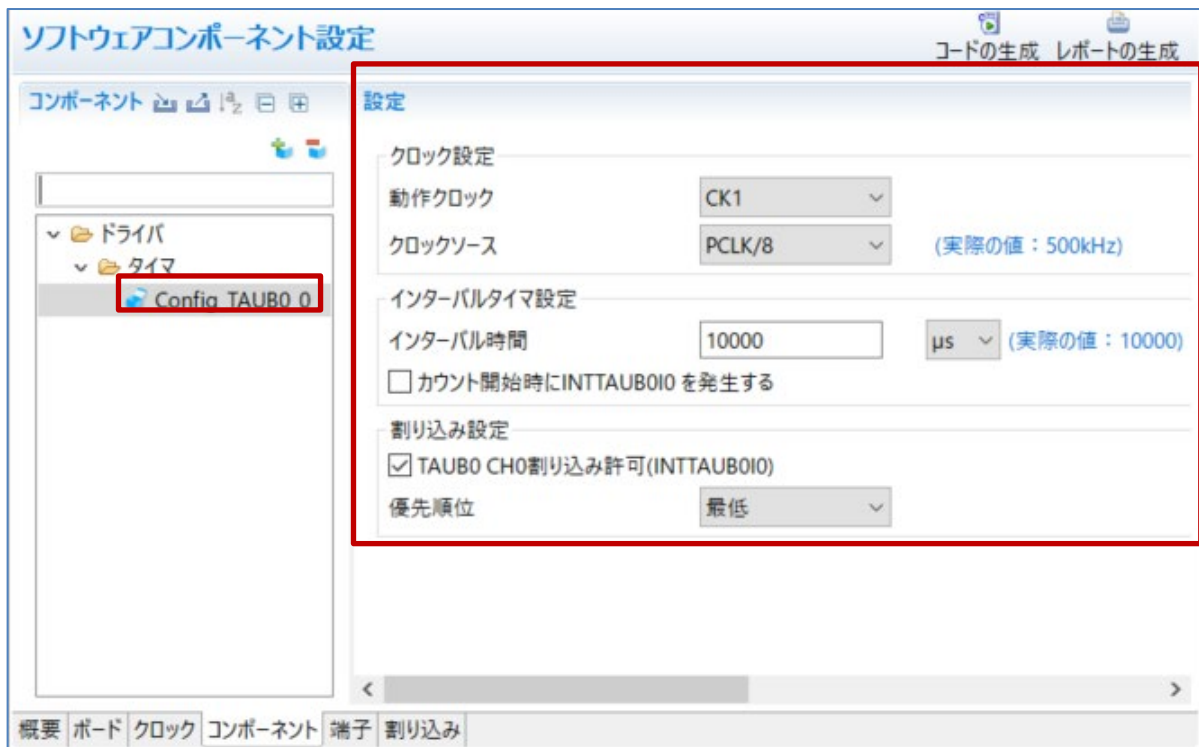 ソフトウェアコンポーネント設定
コードの生成 レポートの生成
コンポーネント
設定
クロック設定
動作クロック CK1
クロックソース PCLK/8 (実際の値：500kHz)
ドライバ
タイマ
Config_TAUB0_0
インターバルタイマ設定
インターバル時間 10000 µs (実際の値：10000)
カウント開始時にINTTAUB0I0 を発生する
割り込み設定
TAUB0 CH0割り込み許可(INTTAUB0I0)
優先順位 最低
概要 ボード クロック コンポーネント 端子 割り込み